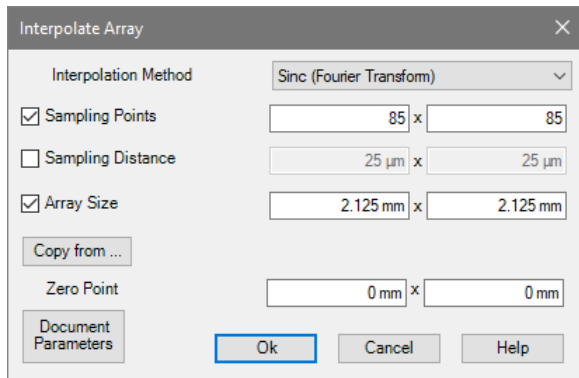 Interpolate Array
Interpolation Method Sinc (Fourier Transform)
Sampling Points 85 x 85
Sampling Distance 25 µm x 25 µm
Array Size 2.125 mm x 2.125 mm
Copy from ...
Zero Point 0 mm x 0 mm
Document
Parameters
Ok Cancel Help